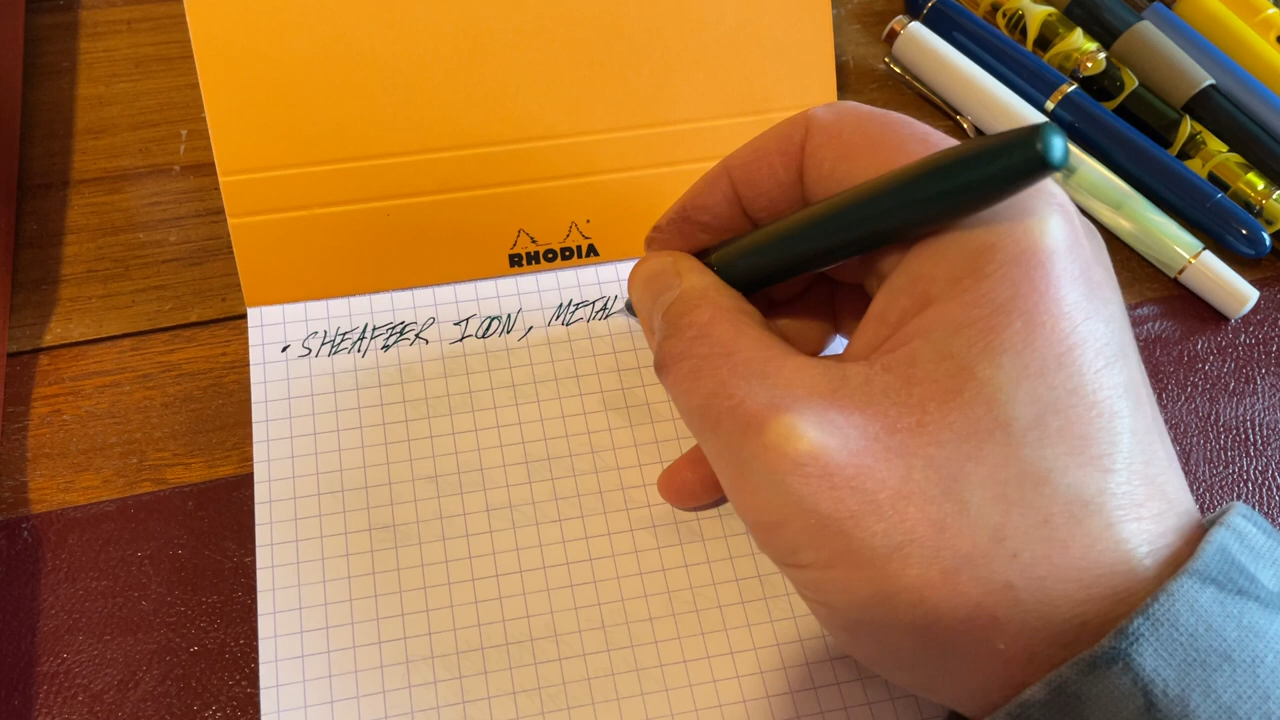 RHODIA
• SHEAFFER ICON, METAL